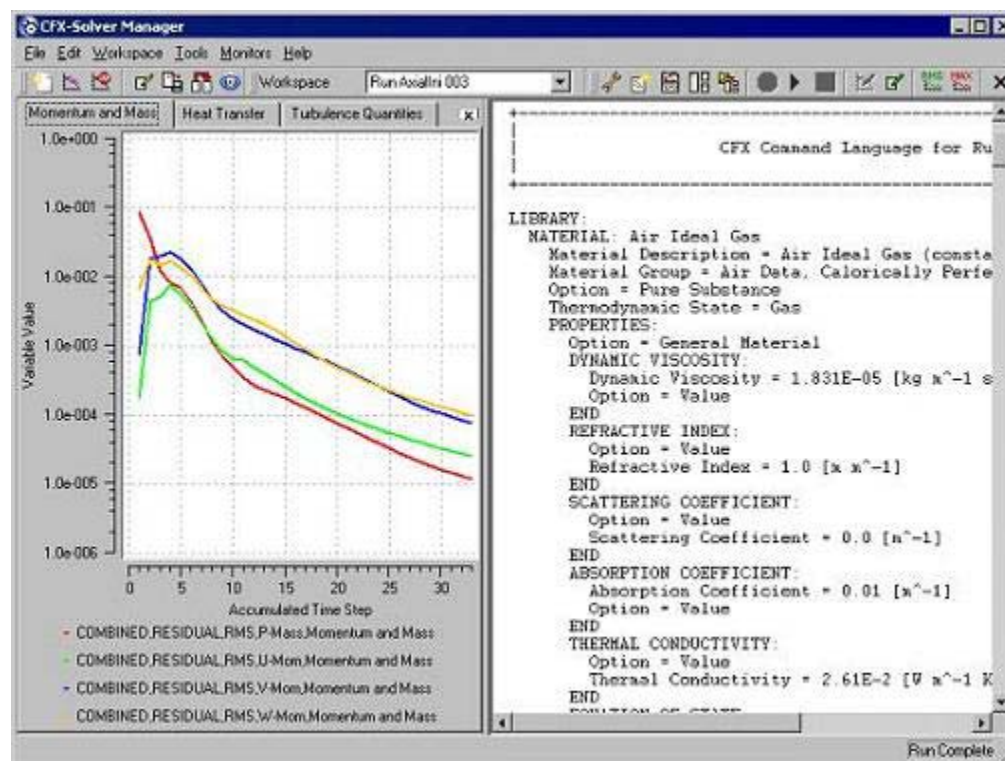 CFX-Solver Manager
File Edit Workspace Tools Monitors Help
Workspace Run AxialIni 003
Momentum and Mass Heat Transfer Turbulence Quantities x
1.0e+000
1.0e-001
1.0e-002
1.0e-003
1.0e-004
1.0e-005
1.0e-006
Variable Value
0 5 10 15 20 25 30
Accumulated Time Step
COMBINED,RESIDUAL,RMS,P-Mass,Momentum and Mass
COMBINED,RESIDUAL,RMS,U-Mom,Momentum and Mass
COMBINED,RESIDUAL,RMS,V-Mom,Momentum and Mass
COMBINED,RESIDUAL,RMS,W-Mom,Momentum and Mass
CFX Command Language for Ru
LIBRARY:
MATERIAL: Air Ideal Gas
Material Description = Air Ideal Gas (consta
Material Group = Air Data, Calorically Perfe
Option = Pure Substance
Thermodynamic State = Gas
PROPERTIES:
Option = General Material
DYNAMIC VISCOSITY:
Dynamic Viscosity = 1.831E-05 [kg m^-1 s
Option = Value
END
REFRACTIVE INDEX:
Option = Value
Refractive Index = 1.0 [m m^-1]
END
SCATTERING COEFFICIENT:
Option = Value
Scattering Coefficient = 0.0 [m^-1]
END
ABSORPTION COEFFICIENT:
Absorption Coefficient = 0.01 [m^-1]
Option = Value
END
THERMAL CONDUCTIVITY:
Option = Value
Thermal Conductivity = 2.61E-2 [W m^-1 K
END
Run Complete